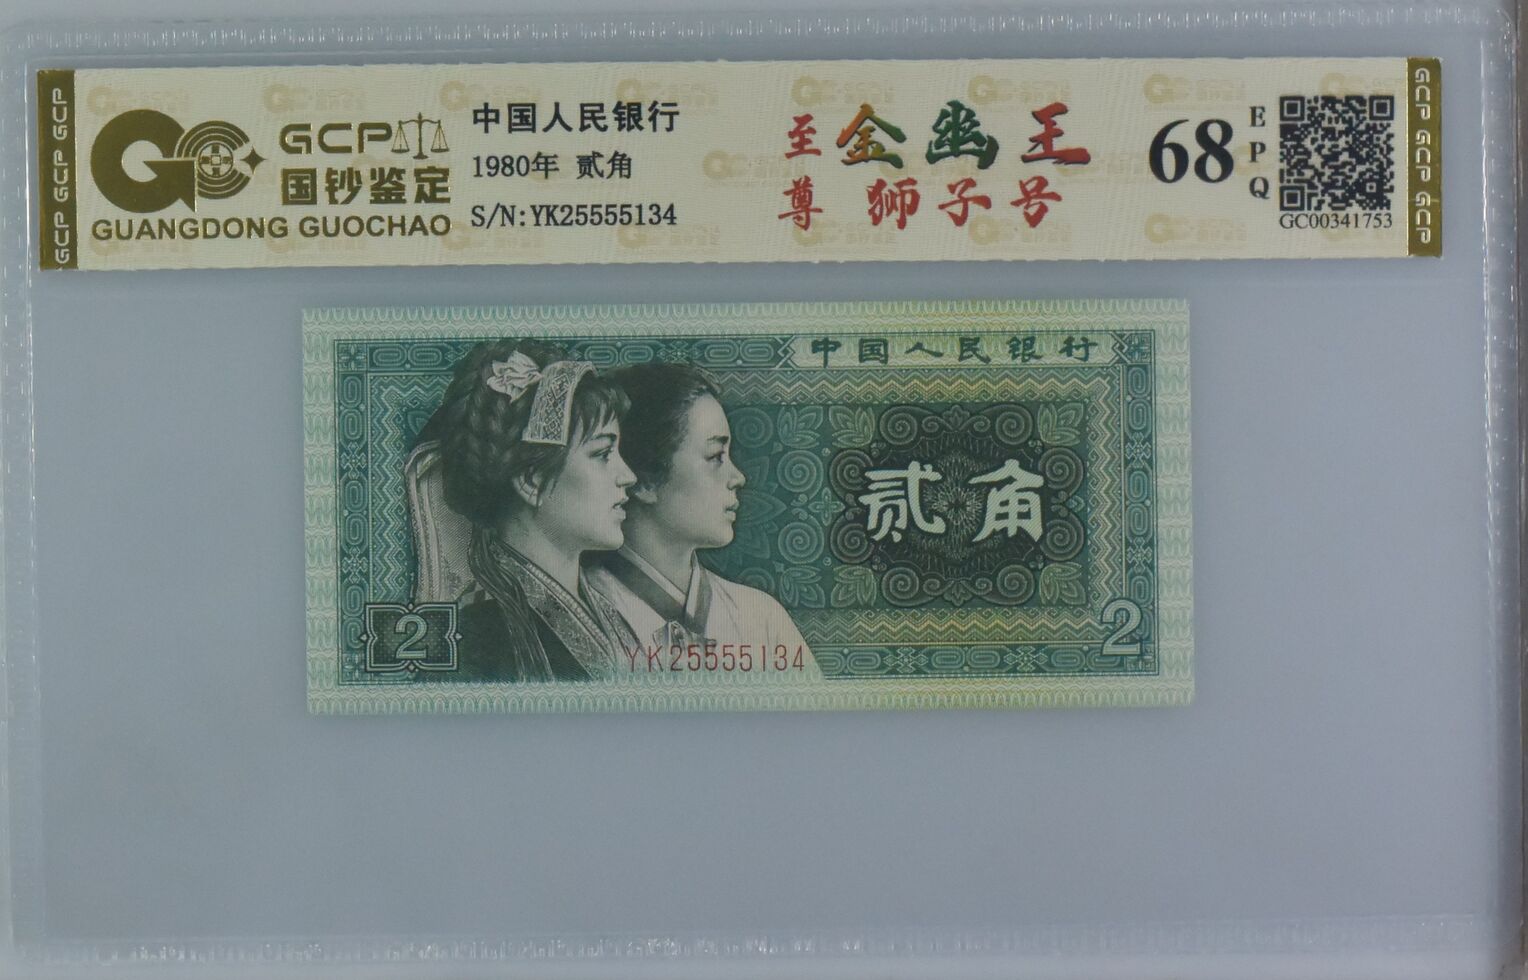 GCP GCP GCP
GCP
国钞鉴定
GUANGDONG GUOCHAO
中国人民银行
1980年 贰角
S/N:YK25555134
至尊
金幽王
狮子号
68
EPQ
GC00341753
GCP GCP GCP
中国人民银行
贰角
2
YK25555134
2